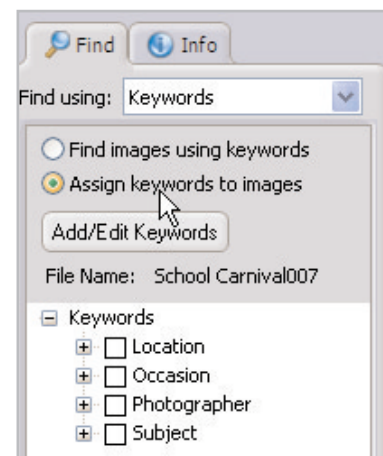 Find Info
Find using: Keywords
Find images using keywords
Assign keywords to images
Add/Edit Keywords
File Name: School Carnival007
Keywords
Location
Occasion
Photographer
Subject